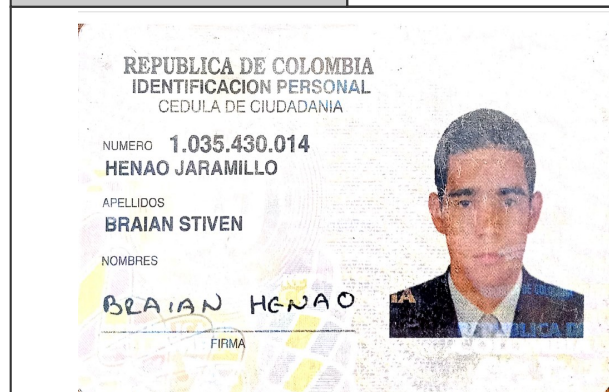 REPUBLICA DE COLOMBIA
IDENTIFICACION PERSONAL
CEDULA DE CIUDADANIA
NUMERO 1.035.430.014
HENAO JARAMILLO
APELLIDOS
BRAIAN STIVEN
NOMBRES
BRAIAN HENAO
FIRMA